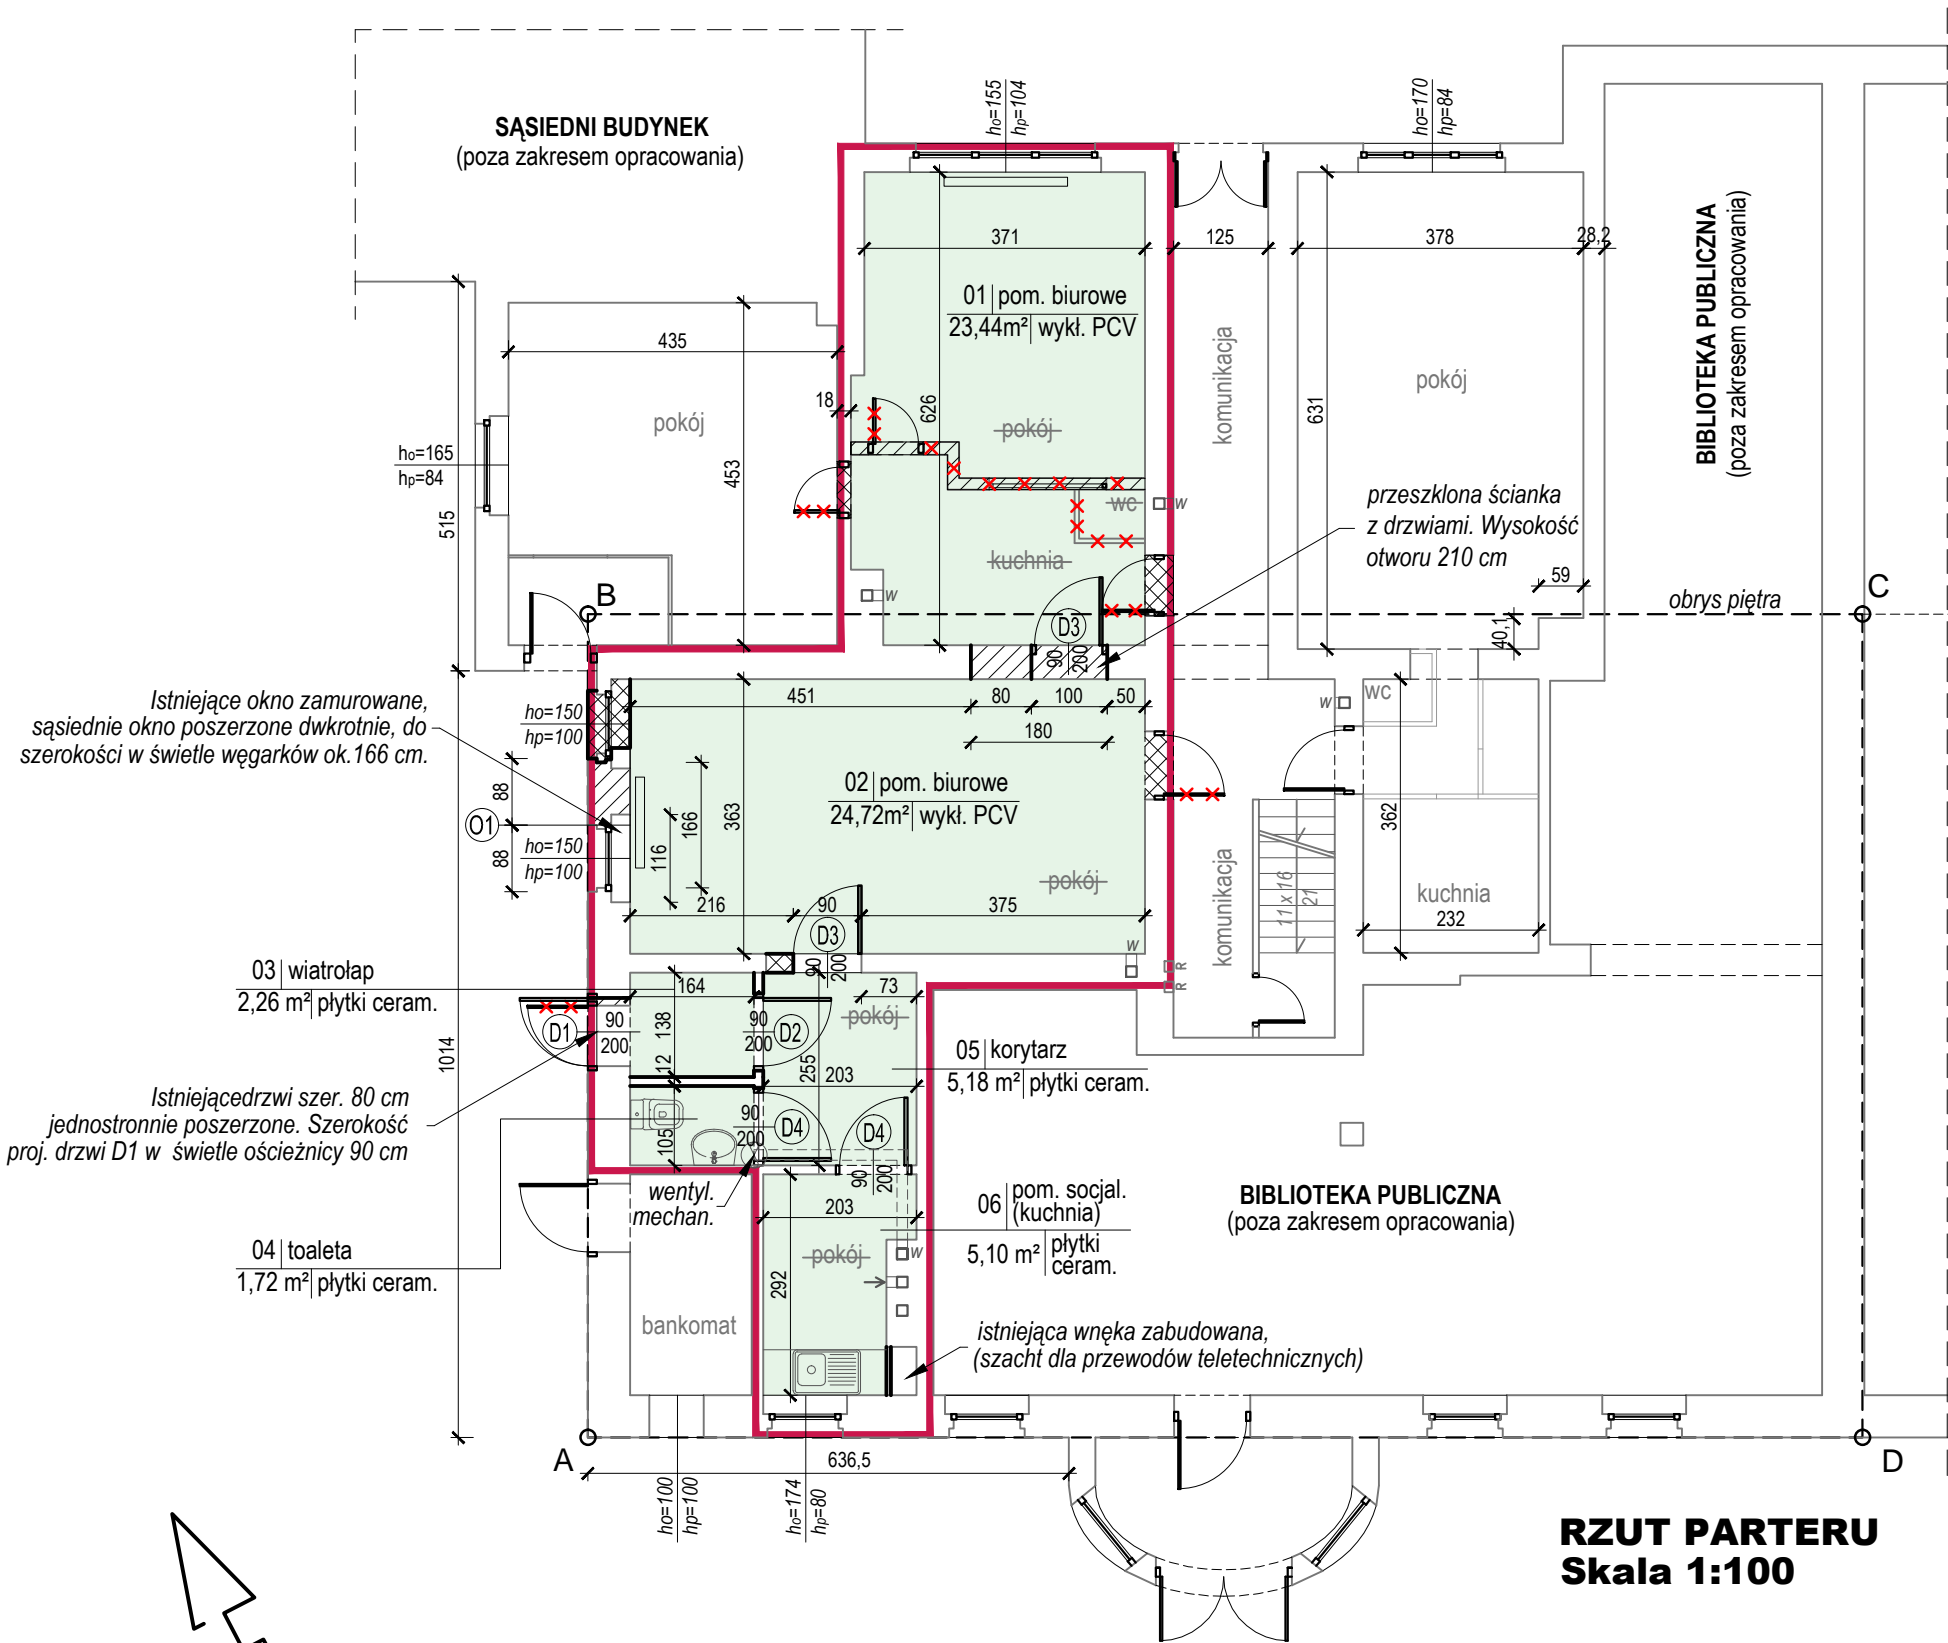 SĄSIEDNI BUDYNEK
(poza zakresem opracowania)
ho=155
hp=104
ho=170
hp=84
BIBLIOTEKA PUBLICZNA
(poza zakresem opracowania)
371
125
378
28,2
01 pom. biurowe
23,44m² wykł. PCV
435
18
626
453
631
pokój
pokój
komunikacja
pokój
ho=165
hp=84
515
wc
w
kuchnia
w
przeszklona ścianka
z drzwiami. Wysokość
otworu 210 cm
59
40,1
obrys piętra
B
C
D3
90
200
Istniejące okno zamurowane,
sąsiednie okno poszerzone dwkrotnie, do
szerokości w świetle węgarków ok.166 cm.
ho=150
hp=100
451
80
100
50
180
wc
w
88
O1
88
ho=150
hp=100
116
166
363
02 pom. biurowe
24,72m² wykł. PCV
pokój
216
90
375
362
komunikacja
11 x 16
21
kuchnia
232
D3
90
200
w
R
R
03 wiatrołap
2,26 m² płytki ceram.
164
73
pokój
138
12
D1
90
200
90
200
D2
255
203
05 korytarz
5,18 m² płytki ceram.
1014
Istniejącedrzwi szer. 80 cm
jednostronnie poszerzone. Szerokość
proj. drzwi D1 w świetle ościeżnicy 90 cm
105
90
200
D4
D4
90
200
wentyl.
mechan.
203
06 pom. socjal.
(kuchnia)
5,10 m² płytki
ceram.
BIBLIOTEKA PUBLICZNA
(poza zakresem opracowania)
04 toaleta
1,72 m² płytki ceram.
pokój
w
292
bankomat
istniejąca wnęka zabudowana,
(szacht dla przewodów teletechnicznych)
A
636,5
D
ho=100
hp=100
ho=174
hp=80
RZUT PARTERU
Skala 1:100